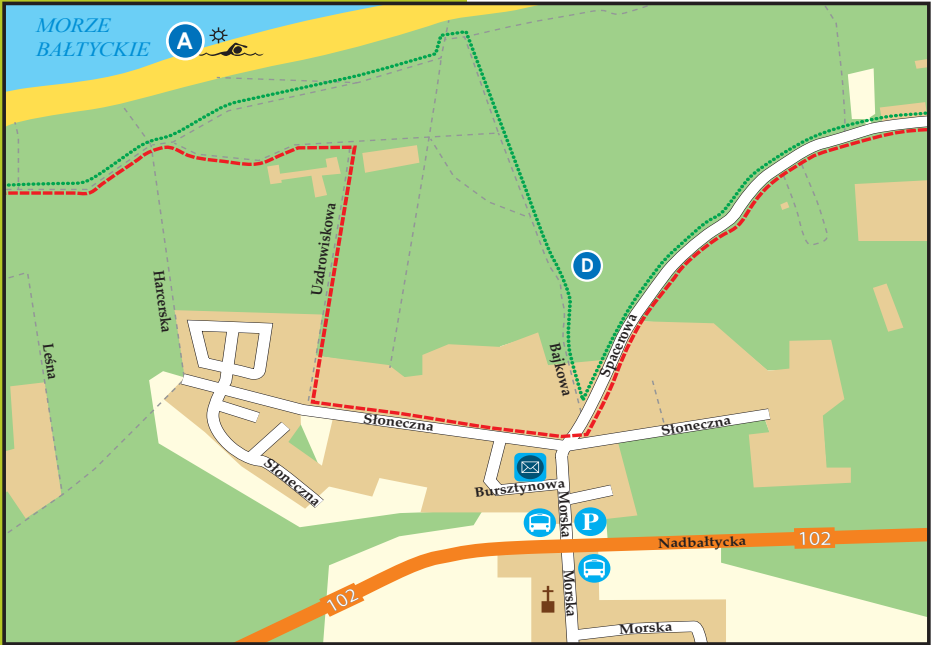 MORZE
BAŁTYCKIE
A
D
Uzdrowiskowa
Harcerska
Leśna
Bajkowa
Spacerowa
Słoneczna
Słoneczna
Słoneczna
Bursztynowa
Morska
P
Nadbałtycka
102
102
Morska
Morska